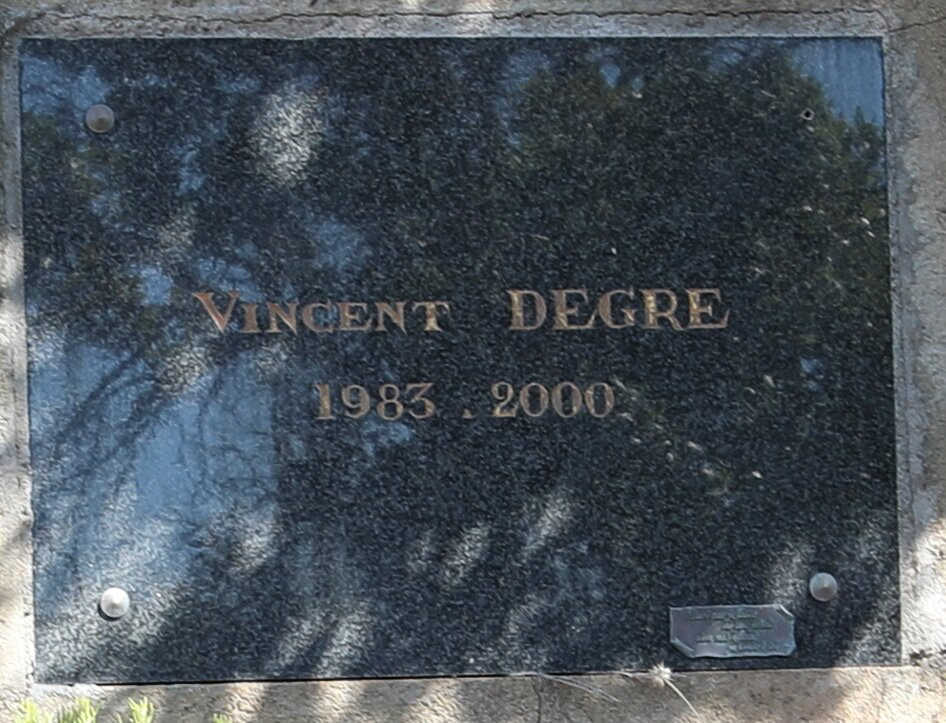 VINCENT DEGRE
1983 . 2000